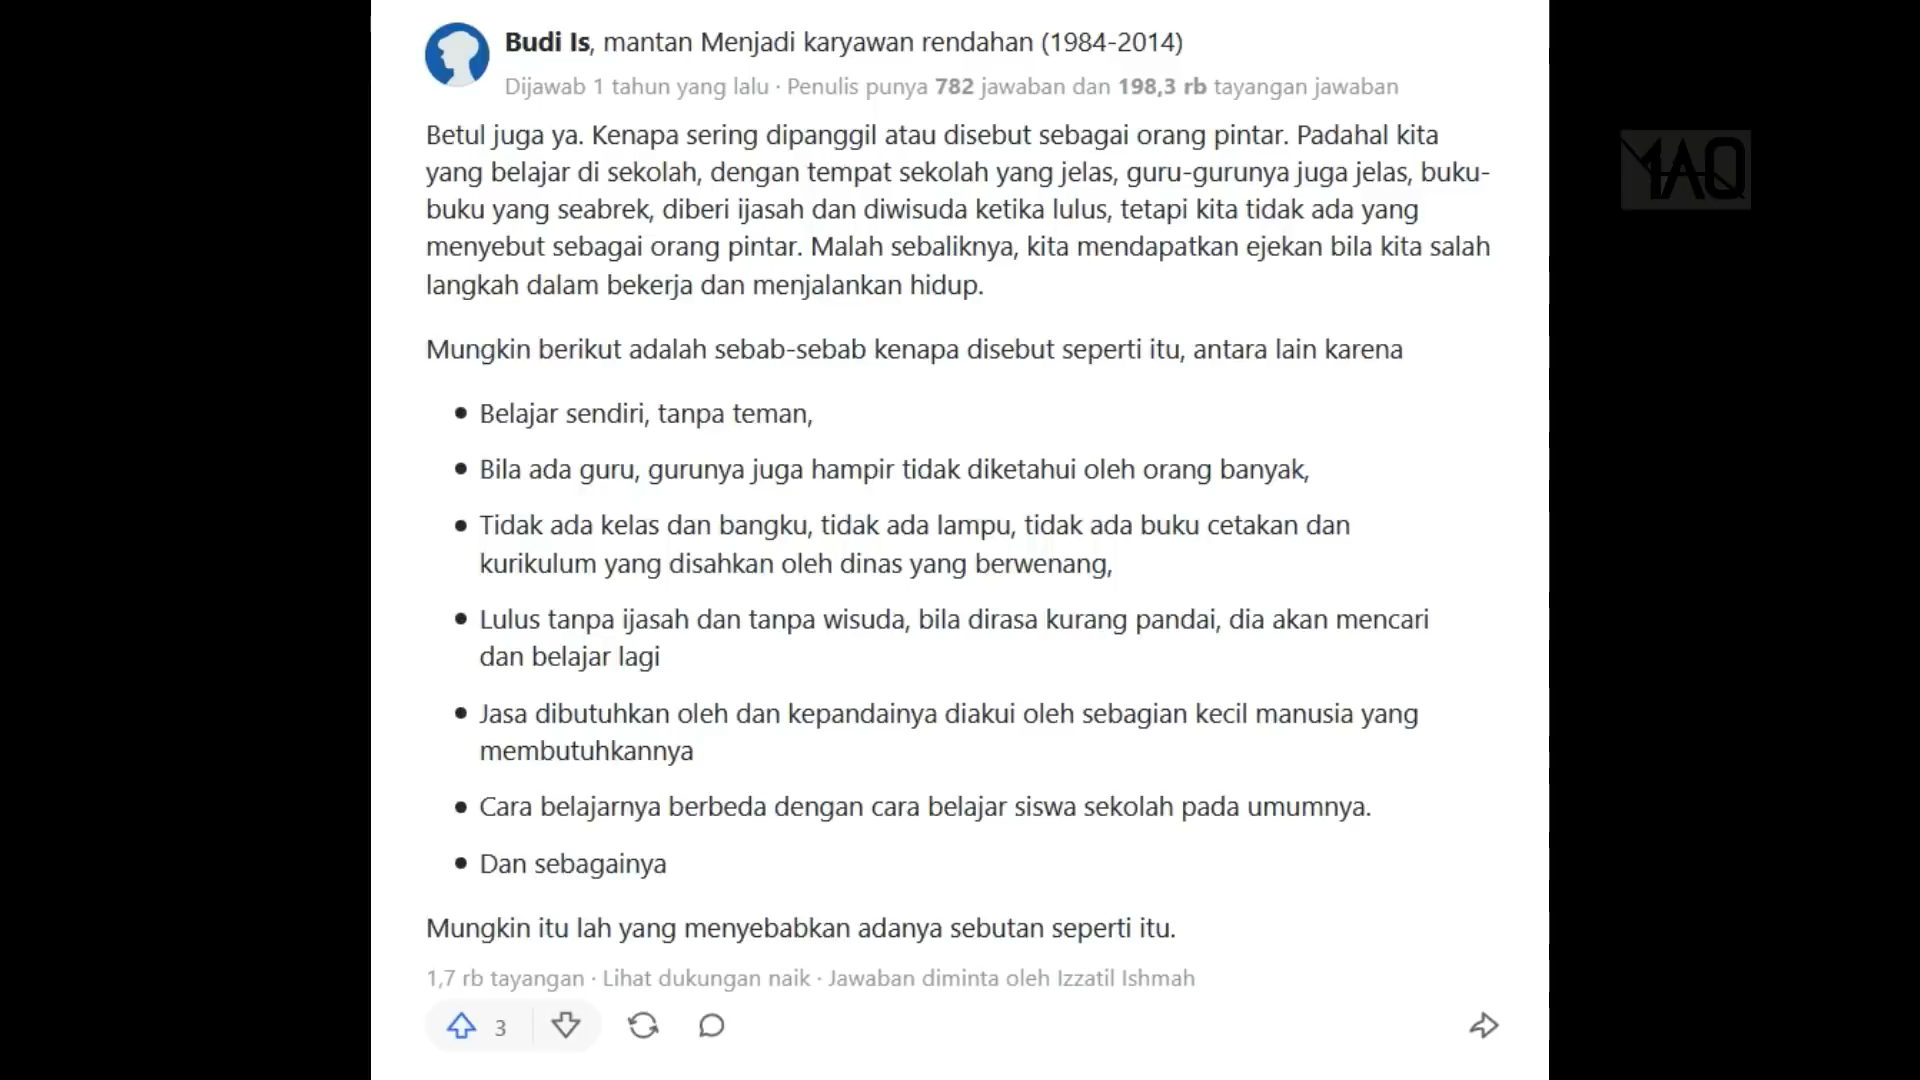 Budi Is, mantan Menjadi karyawan rendahan (1984-2014)
Dijawab 1 tahun yang lalu · Penulis punya 782 jawaban dan 198,3 rb tayangan jawaban
Betul juga ya. Kenapa sering dipanggil atau disebut sebagai orang pintar. Padahal kita
yang belajar di sekolah, dengan tempat sekolah yang jelas, guru-gurunya juga jelas, buku-
buku yang seabrek, diberi ijasah dan diwisuda ketika lulus, tetapi kita tidak ada yang
menyebut sebagai orang pintar. Malah sebaliknya, kita mendapatkan ejekan bila kita salah
langkah dalam bekerja dan menjalankan hidup.
Mungkin berikut adalah sebab-sebab kenapa disebut seperti itu, antara lain karena
• Belajar sendiri, tanpa teman,
• Bila ada guru, gurunya juga hampir tidak diketahui oleh orang banyak,
• Tidak ada kelas dan bangku, tidak ada lampu, tidak ada buku cetakan dan
kurikulum yang disahkan oleh dinas yang berwenang,
• Lulus tanpa ijasah dan tanpa wisuda, bila dirasa kurang pandai, dia akan mencari
dan belajar lagi
• Jasa dibutuhkan oleh dan kepandainya diakui oleh sebagian kecil manusia yang
membutuhkannya
• Cara belajarnya berbeda dengan cara belajar siswa sekolah pada umumnya.
• Dan sebagainya
Mungkin itu lah yang menyebabkan adanya sebutan seperti itu.
1,7 rb tayangan · Lihat dukungan naik · Jawaban diminta oleh Izzatil Ishmah
3